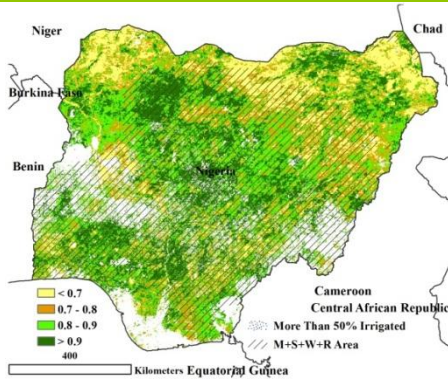 Chad
Niger
Burkina Faso
Benin
Nigeria
Cameroon
Central African Republic
< 0.7
0.7 - 0.8
0.8 - 0.9
> 0.9
More Than 50% Irrigated
M+S+W+R Area
400
Kilometers
Equatorial Guinea